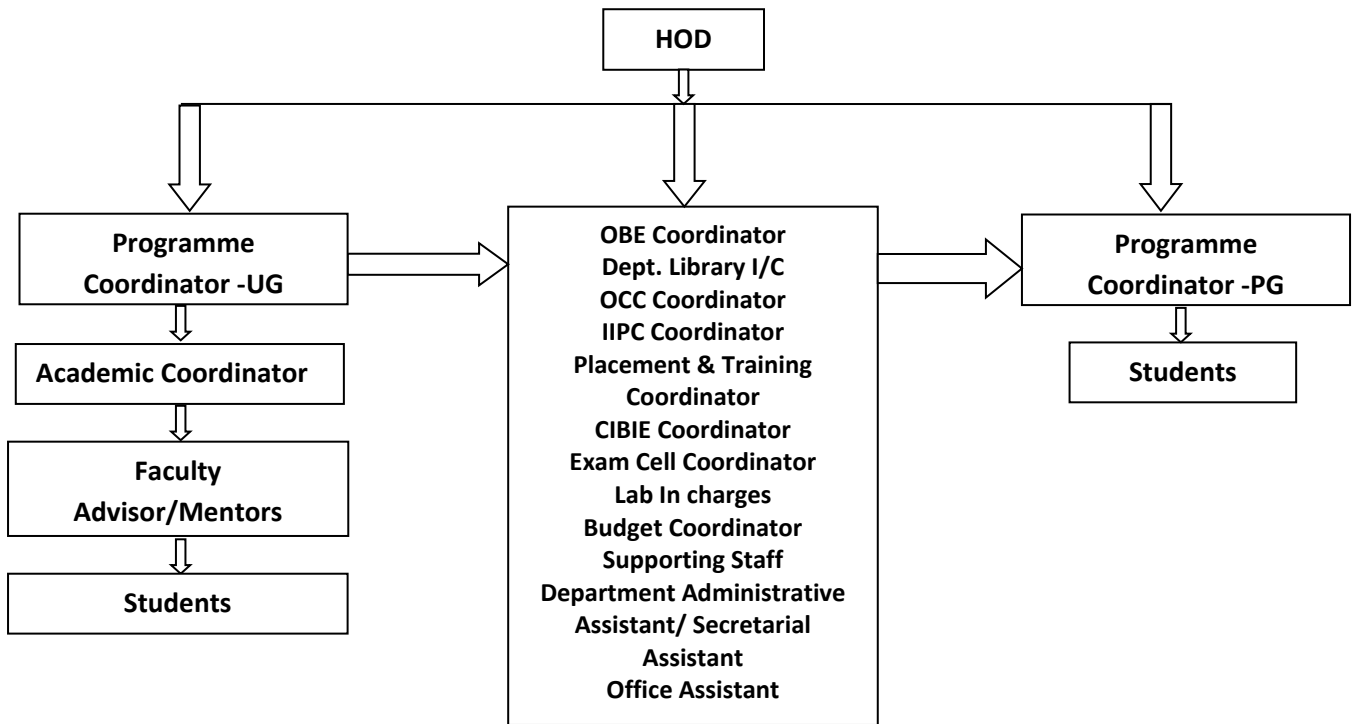 HOD
Programme
Coordinator -UG
Academic Coordinator
Faculty
Advisor/Mentors
Students
OBE Coordinator
Dept. Library I/C
OCC Coordinator
IIPC Coordinator
Placement & Training
Coordinator
CIBIE Coordinator
Exam Cell Coordinator
Lab In charges
Budget Coordinator
Supporting Staff
Department Administrative
Assistant/ Secretarial
Assistant
Office Assistant
Programme
Coordinator -PG
Students